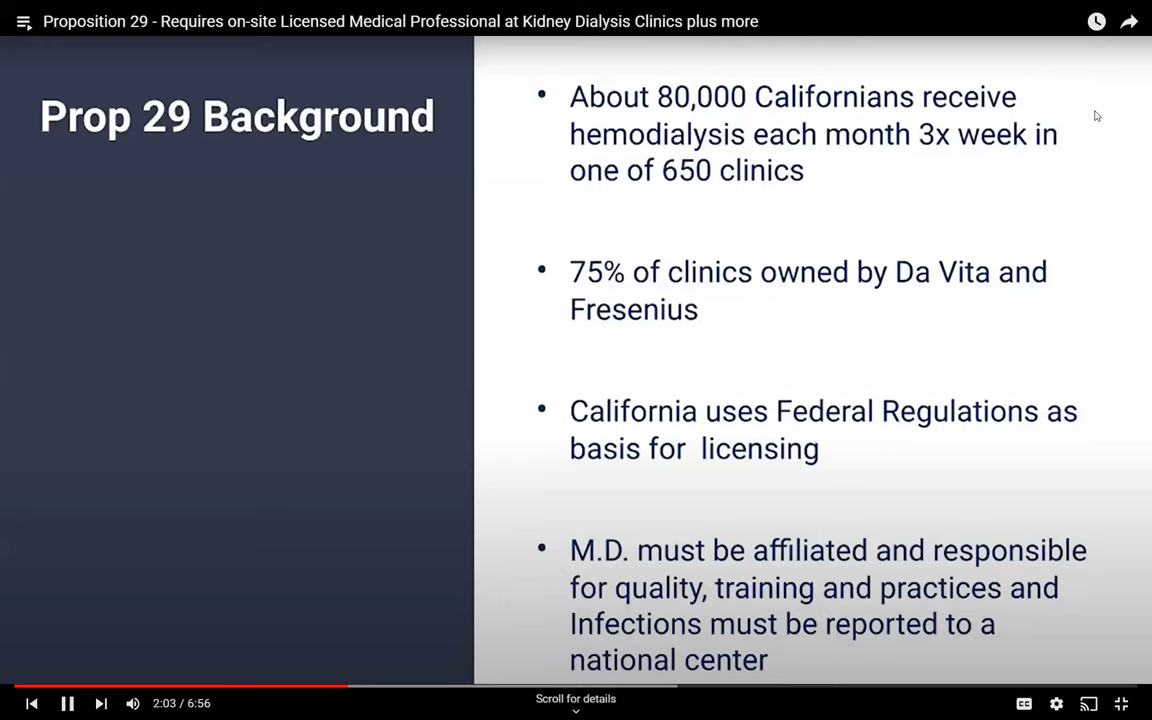 Proposition 29 - Requires on-site Licensed Medical Professional at Kidney Dialysis Clinics plus more
Prop 29 Background
• About 80,000 Californians receive
hemodialysis each month 3x week in
one of 650 clinics
• 75% of clinics owned by Da Vita and
Fresenius
• California uses Federal Regulations as
basis for  licensing
• M.D. must be affiliated and responsible
for quality, training and practices and
Infections must be reported to a
national center
2:03 / 6:56
Scroll for details
CC